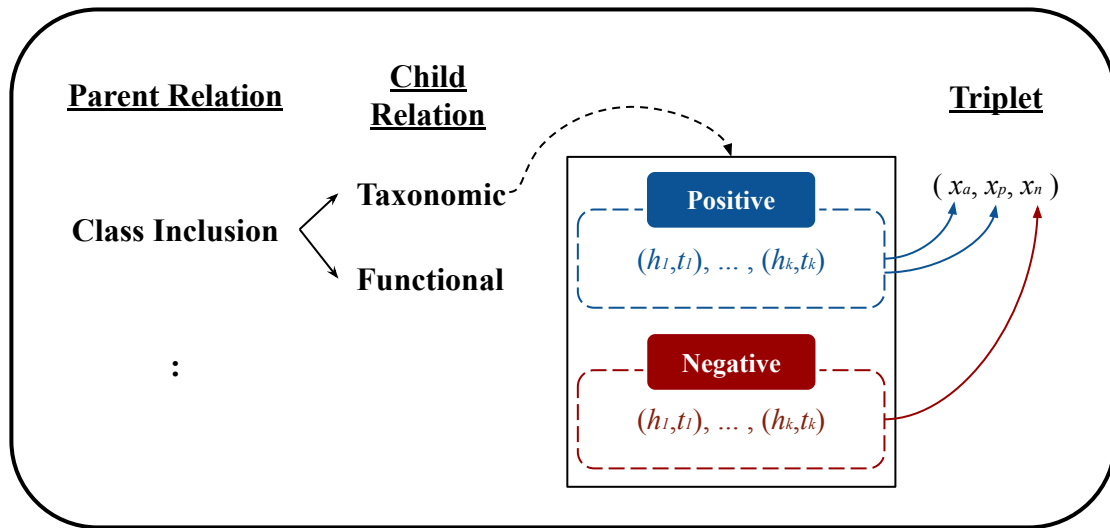 Parent Relation
Child
Relation
Triplet
Class Inclusion
Taxonomic
Functional
:
Positive
(h₁,t₁), ... , (hₖ,tₖ)
Negative
(h₁,t₁), ... , (hₖ,tₖ)
( xₐ, xₚ, xₙ )